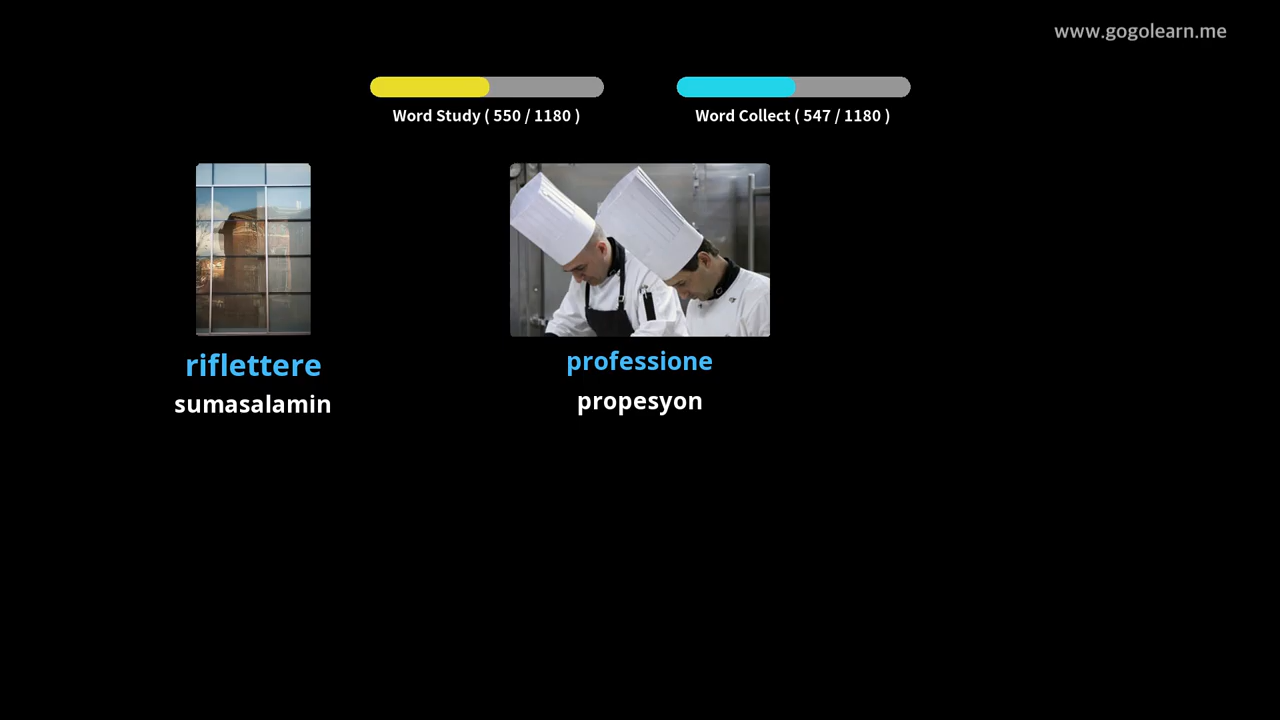 www.gogolearn.me
Word Study ( 550 / 1180 )
Word Collect ( 547 / 1180 )
riflettere
sumasalamin
professione
propesyon